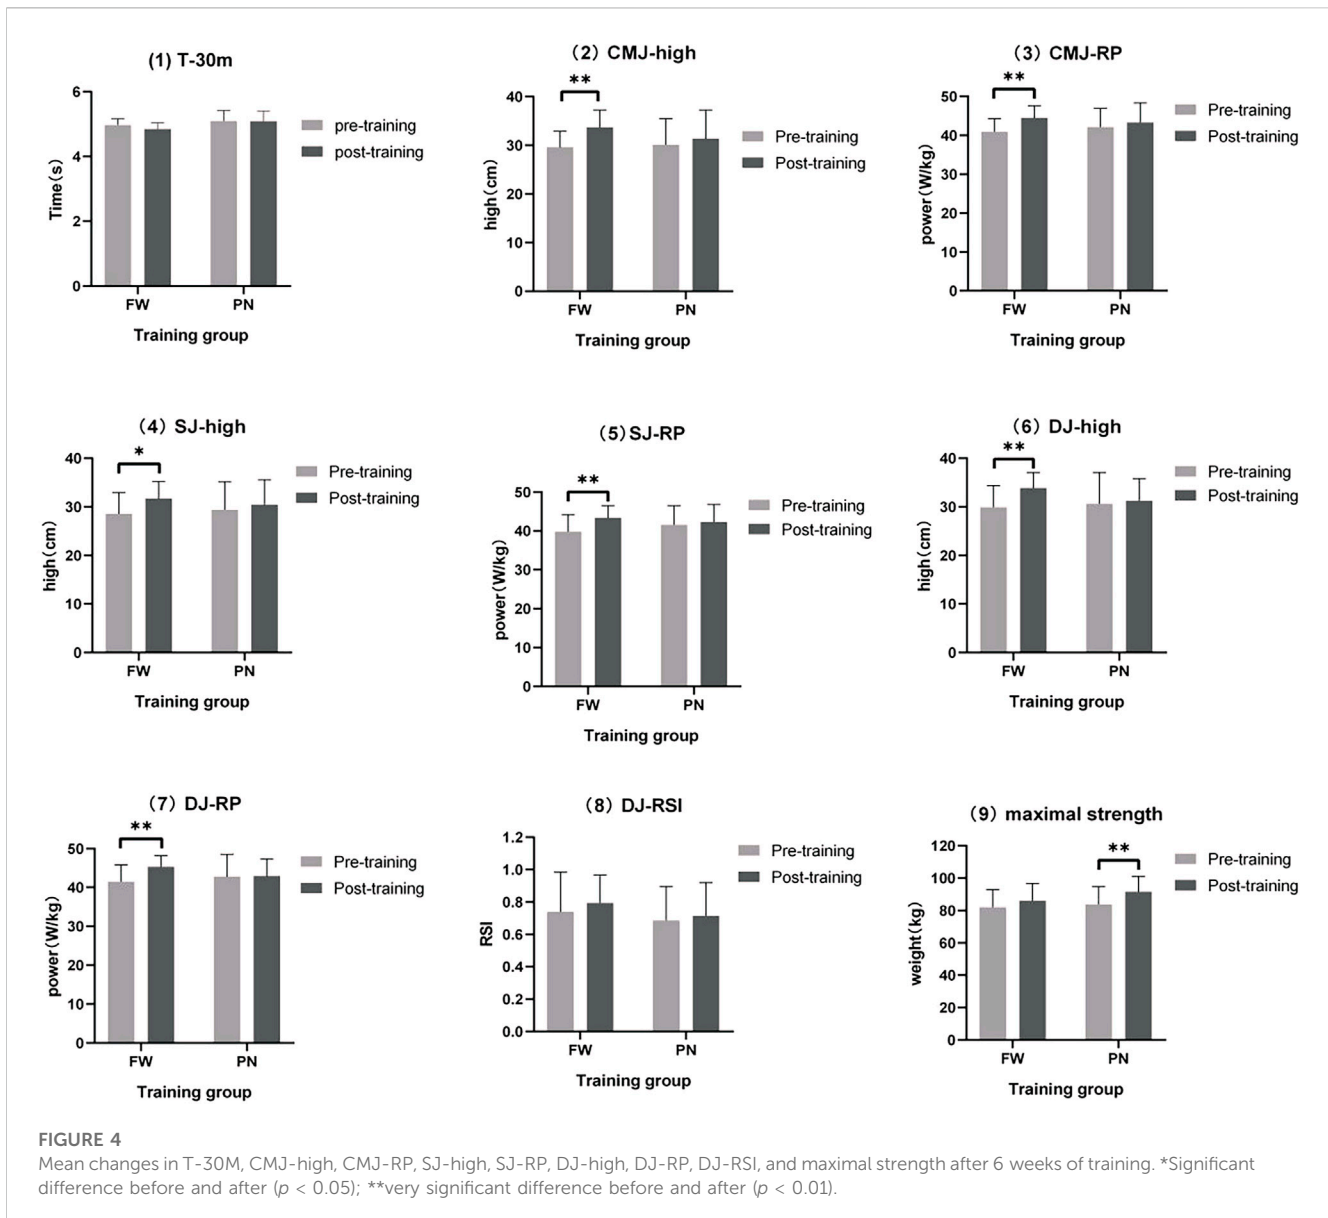 (1) T-30m
6
4
2
0
Time(s)
FW
PN
Training group
pre-training
post-training
(2) CMJ-high
**
40
30
20
10
0
high(cm)
FW
PN
Training group
Pre-training
Post-training
(3) CMJ-RP
**
50
40
30
20
10
0
power(W/kg)
FW
PN
Training group
Pre-training
Post-training
(4) SJ-high
*
40
30
20
10
0
high(cm)
FW
PN
Training group
Pre-training
Post-training
(5)SJ-RP
**
50
40
30
20
10
0
power(W/kg)
FW
PN
Training group
Pre-training
Post-training
(6) DJ-high
**
40
30
20
10
0
high(cm)
FW
PN
Training group
Pre-training
Post-training
(7) DJ-RP
**
50
40
30
20
10
0
power(W/kg)
FW
PN
Training group
Pre-training
Post-training
(8) DJ-RSI
1.2
1.0
0.8
0.6
0.4
0.2
0.0
RSI
FW
PN
Training group
Pre-training
Post-training
(9) maximal strength
**
120
100
80
60
40
20
0
weight(kg)
FW
PN
Training group
Pre-training
Post-training
FIGURE 4
Mean changes in T-30M, CMJ-high, CMJ-RP, SJ-high, SJ-RP, DJ-high, DJ-RP, DJ-RSI, and maximal strength after 6 weeks of training. *Significant
difference before and after (p < 0.05); **very significant difference before and after (p < 0.01).